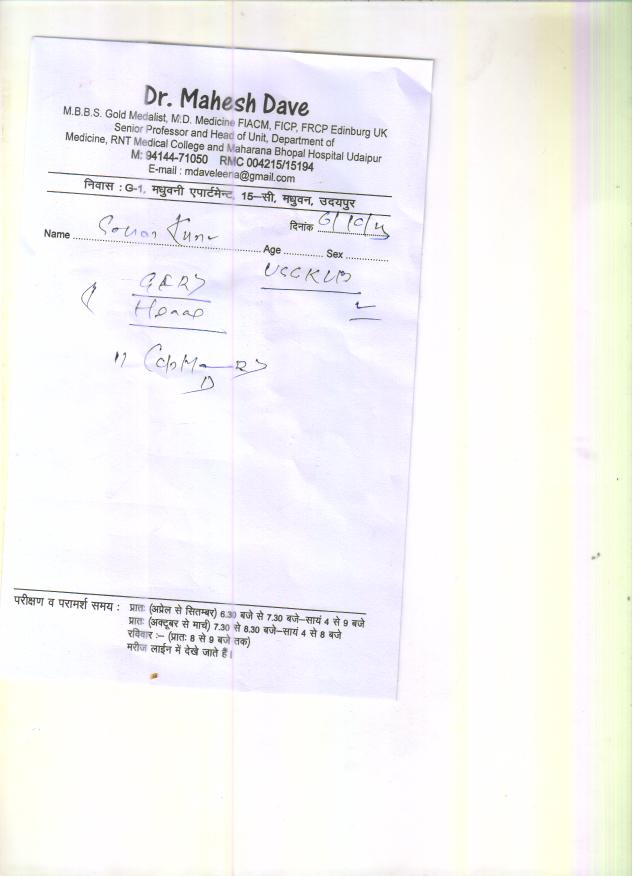 Dr. Mahesh Dave
M.B.B.S. Gold Medalist, M.D. Medicine FIACM, FICP, FRCP Edinburg UK
Senior Professor and Head of Unit, Department of
Medicine, RNT Medical College and Maharana Bhopal Hospital Udaipur
M: 94144-71050 RMC 004215/15194
E-mail : mdaveleena@gmail.com
निवास : G-1, मधुवनी एपार्टमेन्ट, 15–सी, मधुवन, उदयपुर
दिनांक 6/10/
Name Age Sex
GERD
परीक्षण व परामर्श समय : प्रातः (अप्रेल से सितम्बर) 6.30 बजे से 7.30 बजे–सायं 4 से 9 बजे
प्रातः (अक्टूबर से मार्च) 7.30 से 8.30 बजे–सायं 4 से 8 बजे
रविवार :– (प्रातः 8 से 9 बजे तक)
मरीज लाईन में देखे जाते हैं।